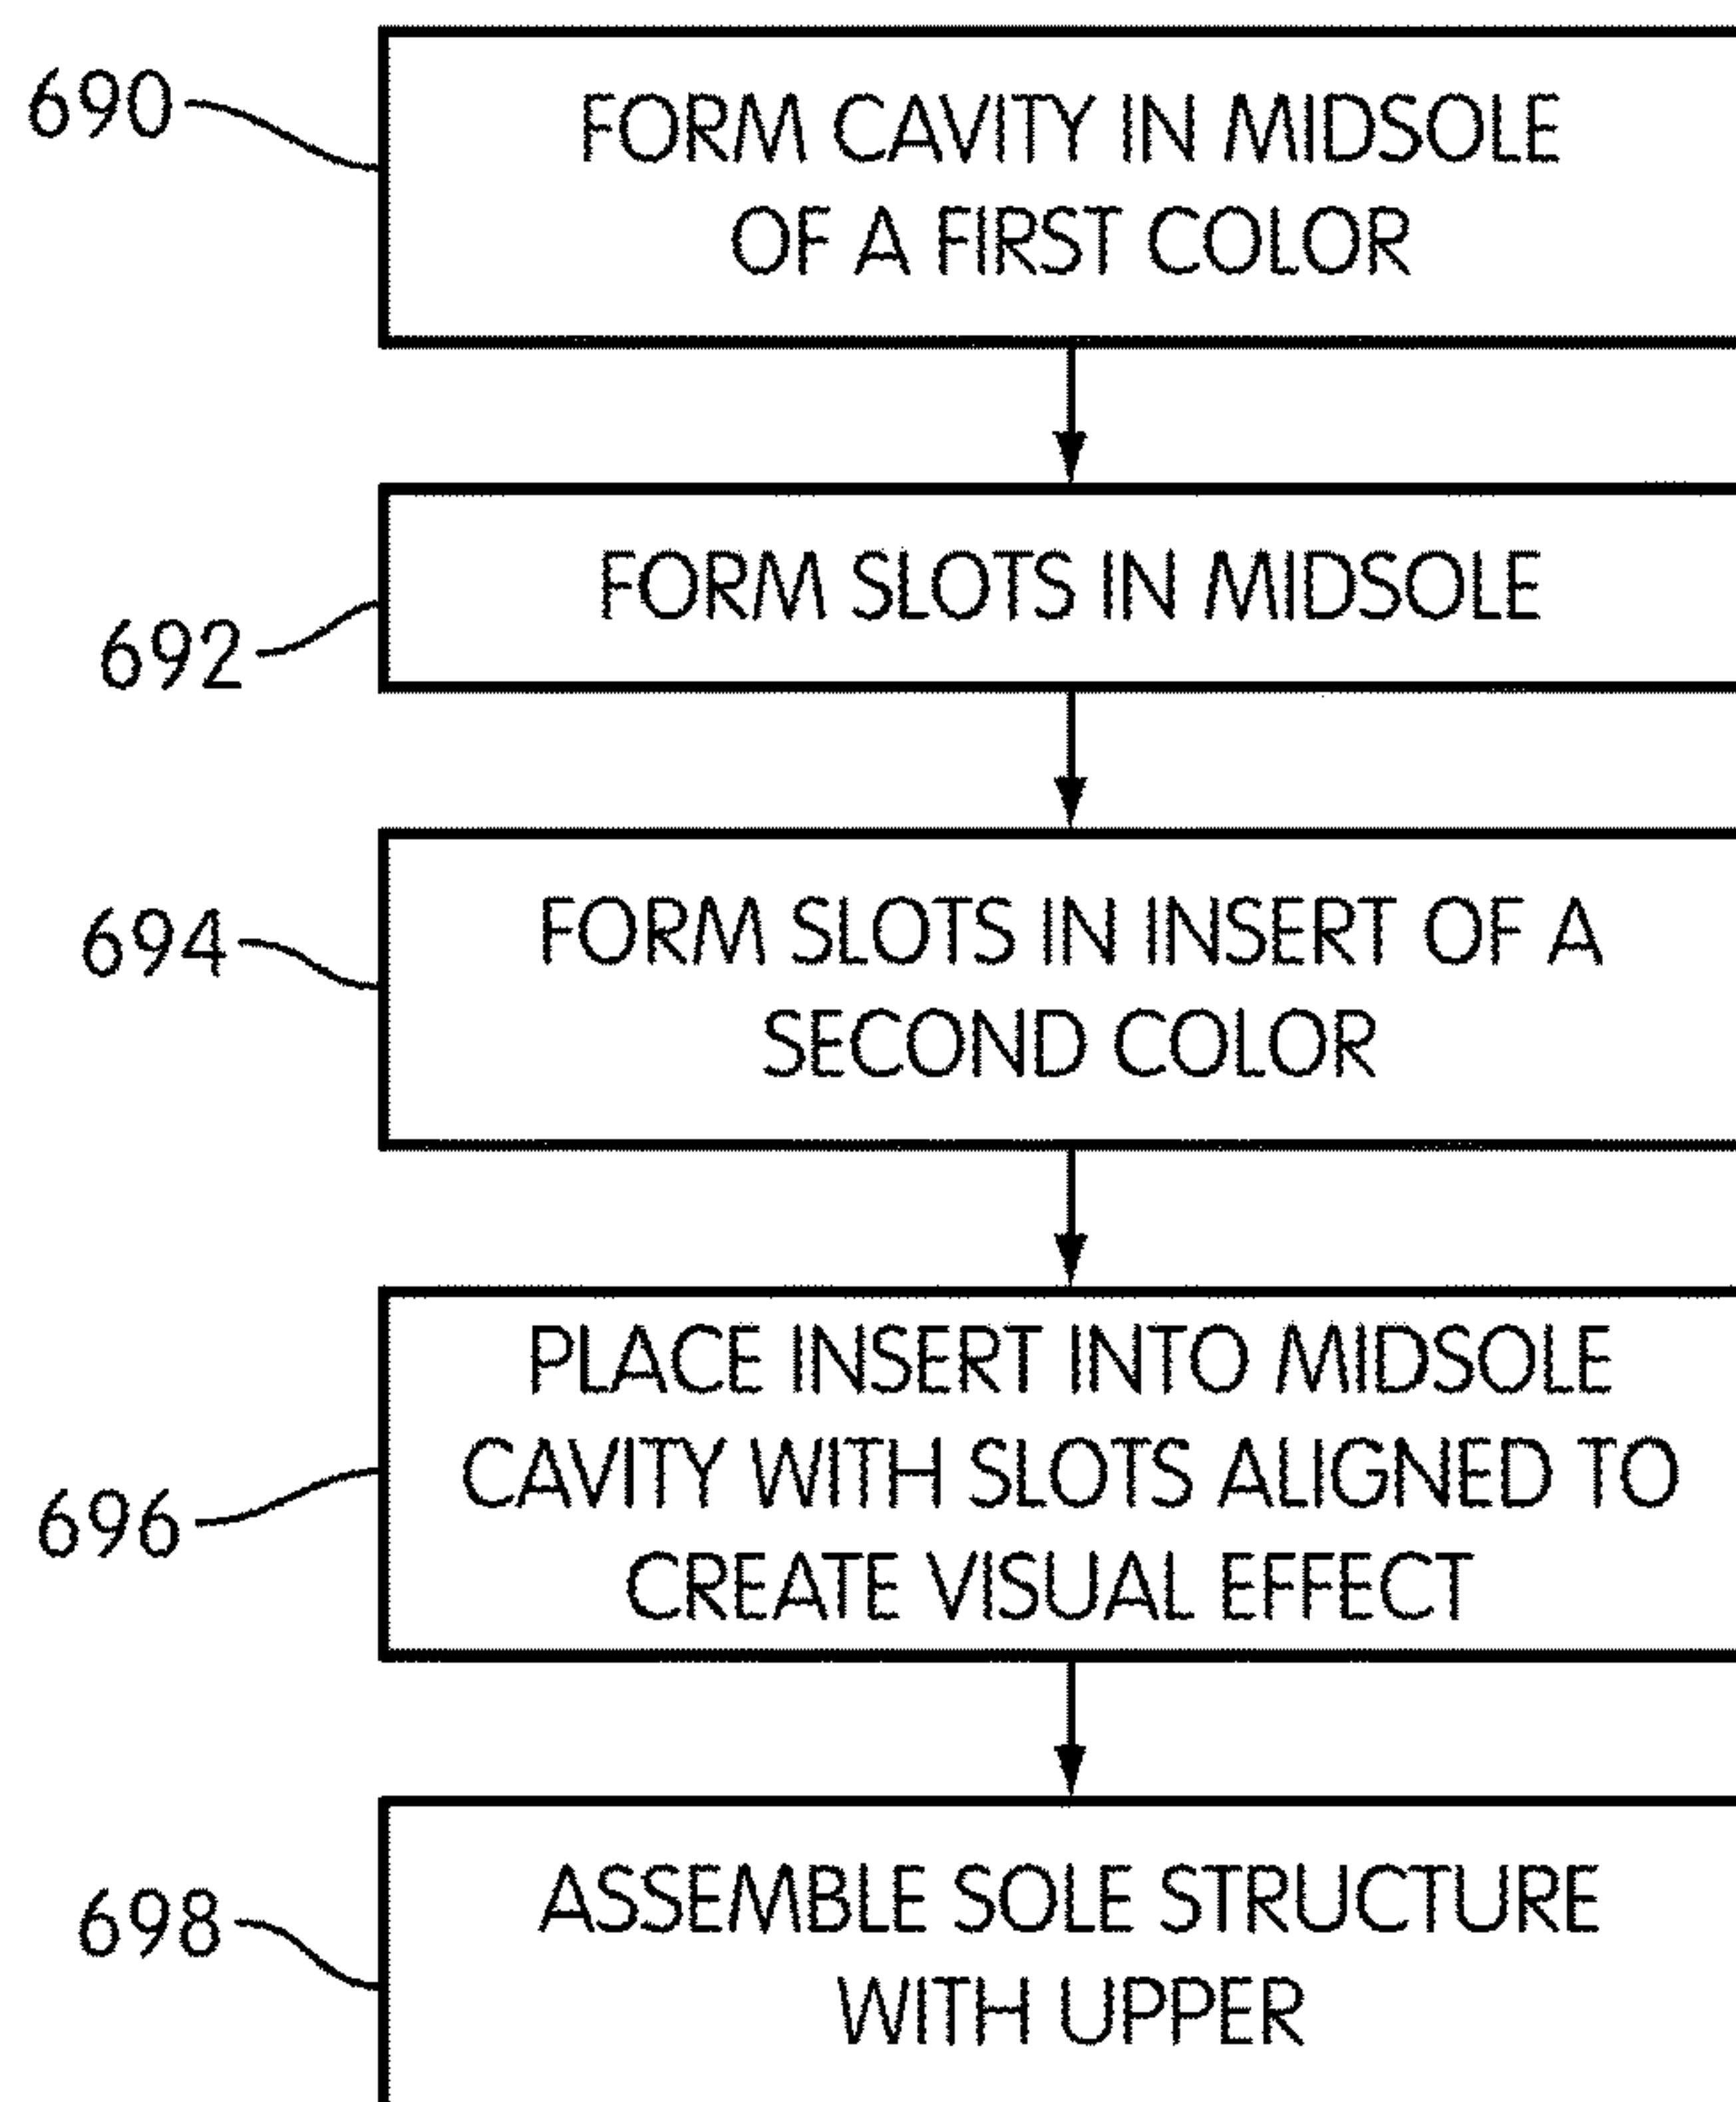 690
FORM CAVITY IN MIDSOLE
OF A FIRST COLOR
FORM SLOTS IN MIDSOLE
692
694
FORM SLOTS IN INSERT OF A
SECOND COLOR
PLACE INSERT INTO MIDSOLE
CAVITY WITH SLOTS ALIGNED TO
696
CREATE VISUAL EFFECT
698
ASSEMBLE SOLE STRUCTURE
WITH UPPER